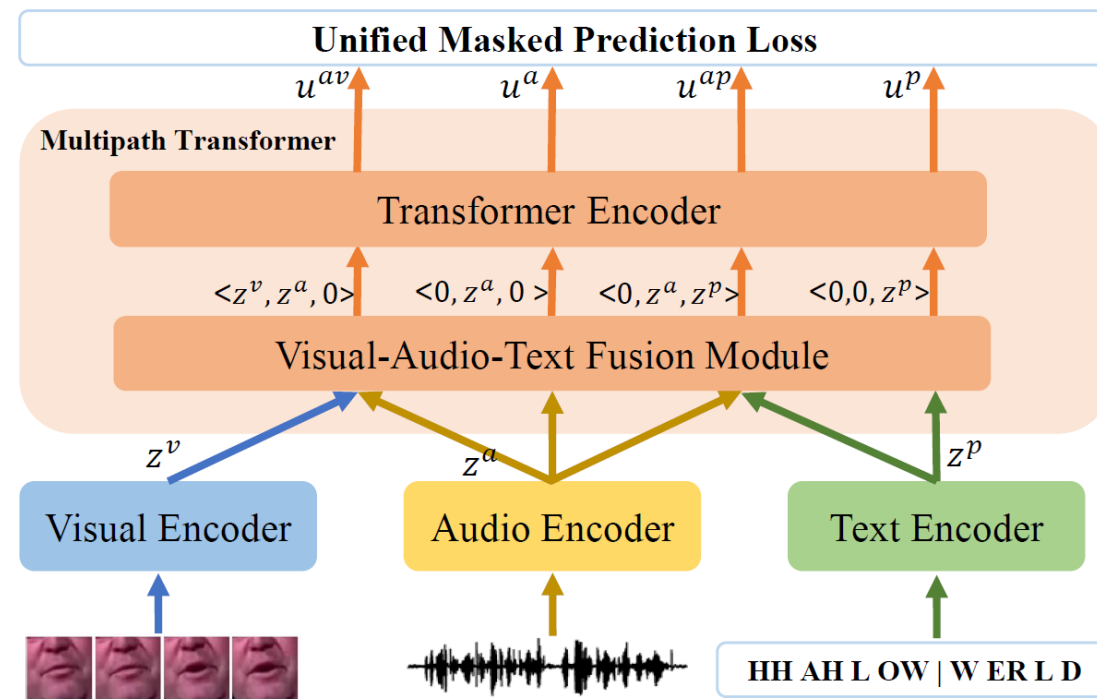 Unified Masked Prediction Loss
u^{av} u^{a} u^{ap} u^{p}
Multipath Transformer
Transformer Encoder
<z^{v}, z^{a}, 0> <0, z^{a}, 0 > <0, z^{a}, z^{p}> <0,0, z^{p}>
Visual-Audio-Text Fusion Module
z^{v} z^{a} z^{p}
Visual Encoder Audio Encoder Text Encoder
HH AH L OW | W ER L D